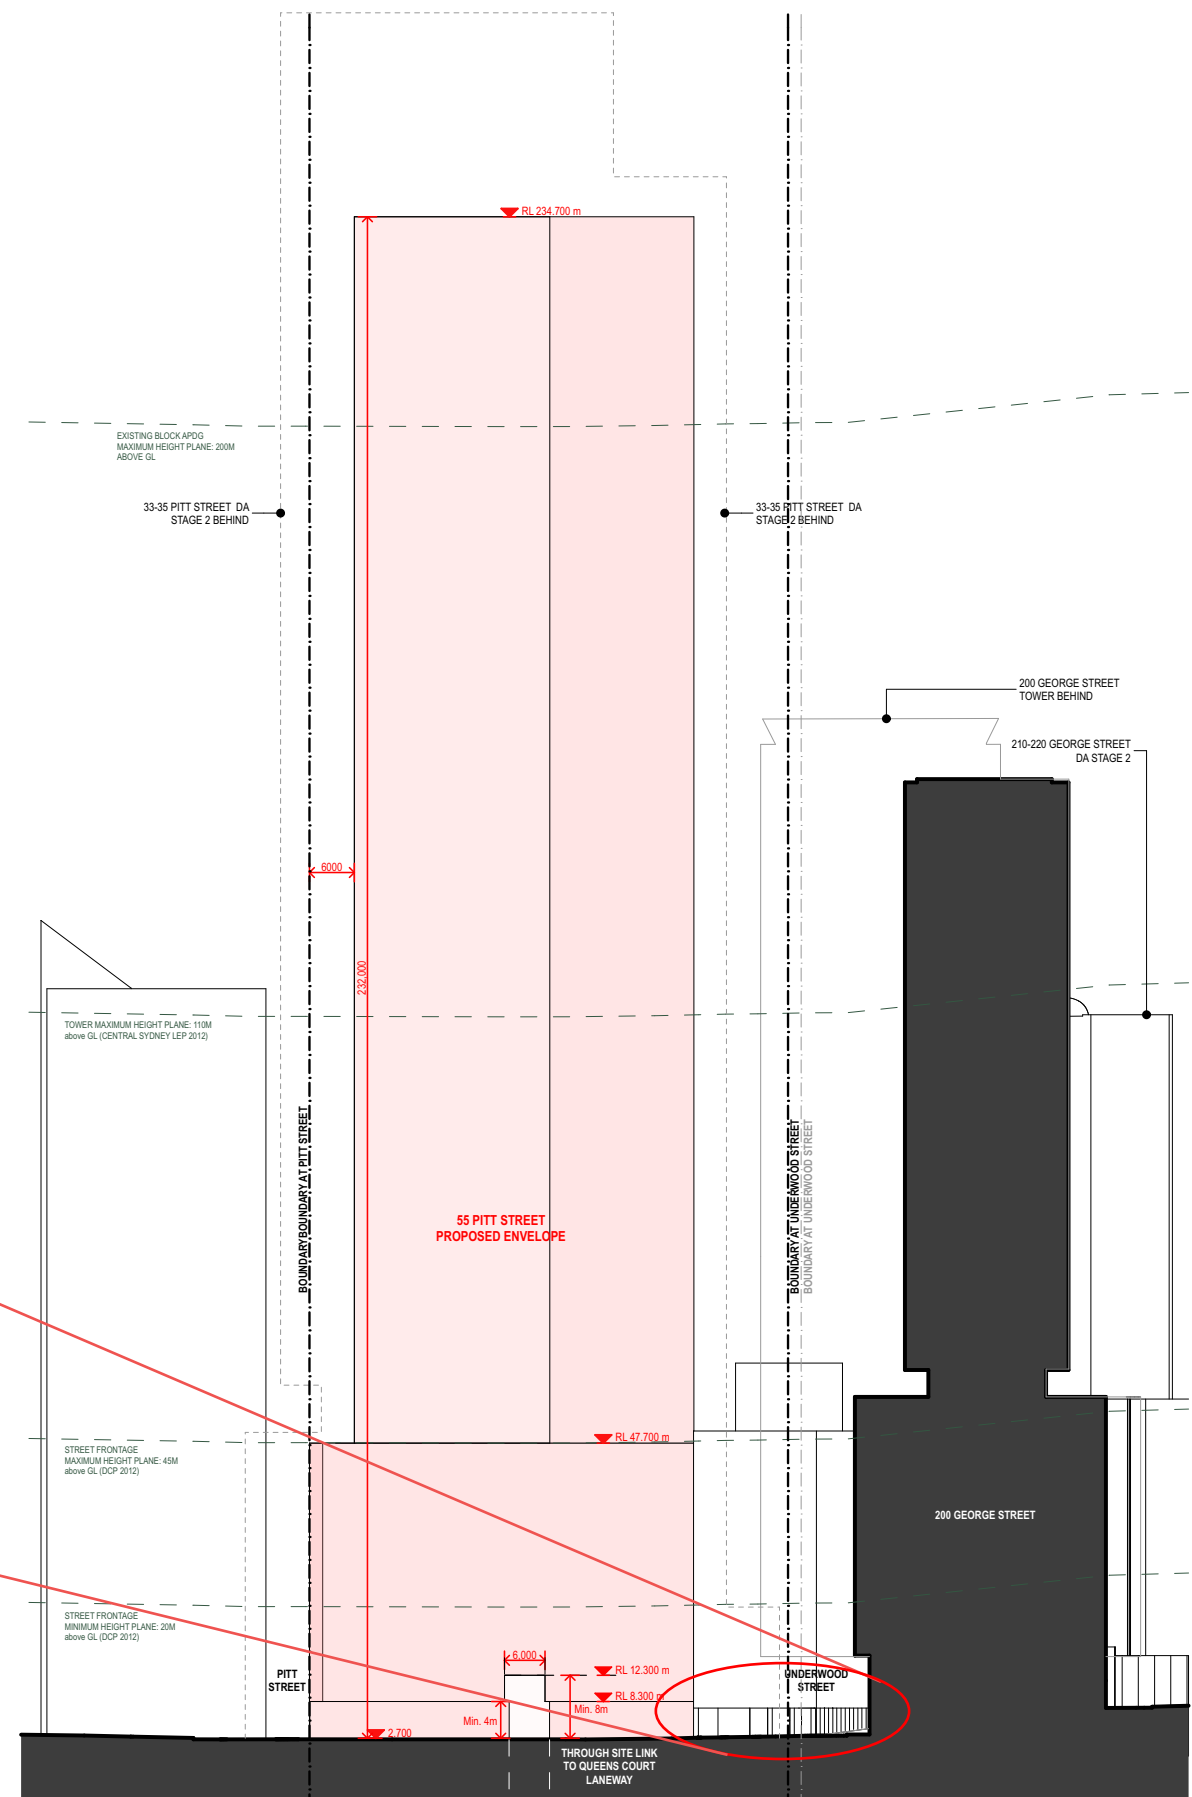 RL 234.700 m
EXISTING BLOCK APDG
MAXIMUM HEIGHT PLANE: 200M
ABOVE GL
33-35 PITT STREET  DA
STAGE 2 BEHIND
33-35 PITT STREET  DA
STAGE 2 BEHIND
200 GEORGE STREET
TOWER BEHIND
210-220 GEORGE STREET
DA STAGE 2
6000
232,000
TOWER MAXIMUM HEIGHT PLANE: 110M
above GL (CENTRAL SYDNEY LEP 2012)
BOUNDARYBOUNDARY AT PITT STREET
BOUNDARY AT UNDERWOOD STREET
BOUNDARY AT UNDERWOOD STREET
55 PITT STREET
PROPOSED ENVELOPE
RL 47.700 m
STREET FRONTAGE
MAXIMUM HEIGHT PLANE: 45M
above GL (DCP 2012)
200 GEORGE STREET
STREET FRONTAGE
MINIMUM HEIGHT PLANE: 20M
above GL (DCP 2012)
6,000
RL 12.300 m
PITT
STREET
UNDERWOOD
STREET
RL 8.300 m
Min. 8m
Min. 4m
2.700
THROUGH SITE LINK
TO QUEENS COURT
LANEWAY